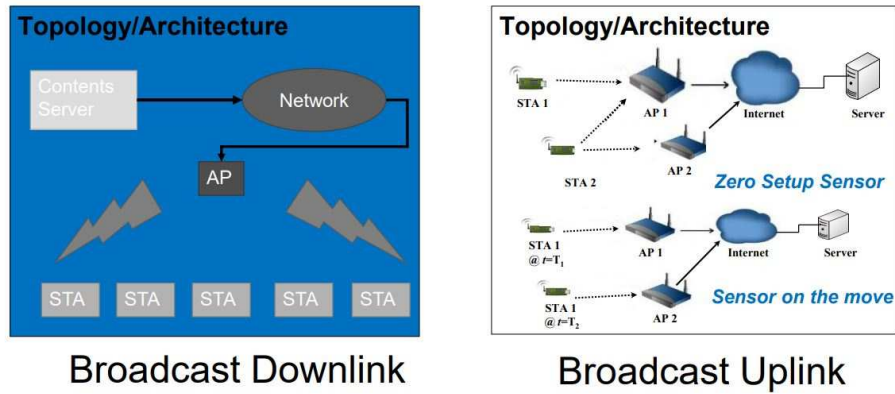 Topology/Architecture
Contents
Server
Network
AP
STA STA STA STA STA
Broadcast Downlink
Topology/Architecture
STA 1
AP 1
Internet
Server
STA 2
AP 2
Zero Setup Sensor
STA 1
@ t=T1
AP 1
Internet
Server
STA 1
@ t=T2
AP 2
Sensor on the move
Broadcast Uplink